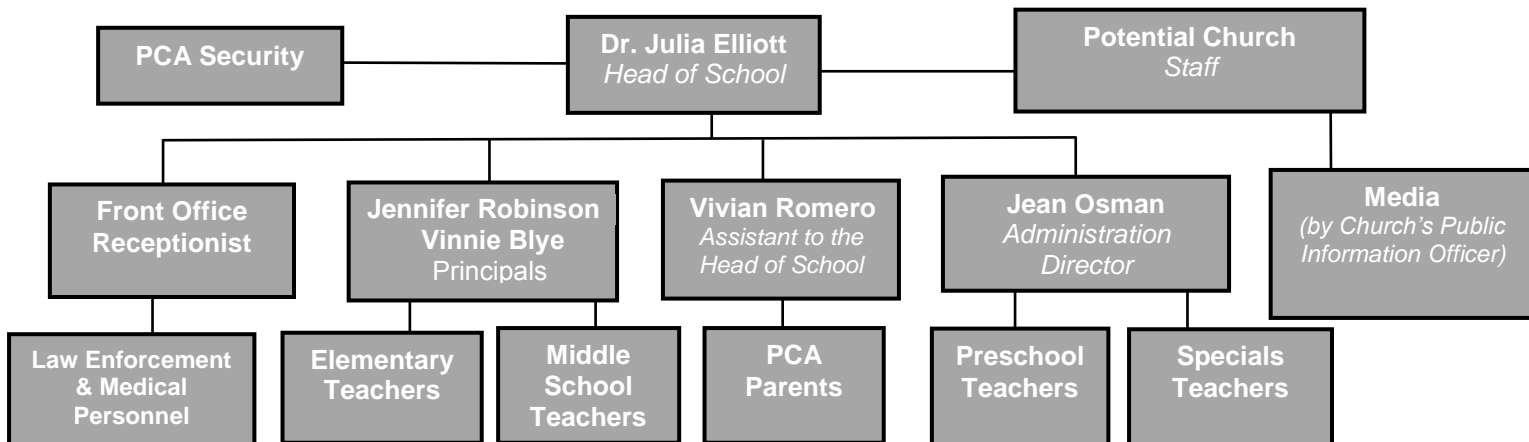 PCA Security
Dr. Julia Elliott
Head of School
Potential Church
Staff
Front Office
Receptionist
Jennifer Robinson
Vinnie Blye
Principals
Vivian Romero
Assistant to the
Head of School
Jean Osman
Administration
Director
Media
(by Church's Public
Information Officer)
Law Enforcement
& Medical
Personnel
Elementary
Teachers
Middle
School
Teachers
PCA
Parents
Preschool
Teachers
Specials
Teachers